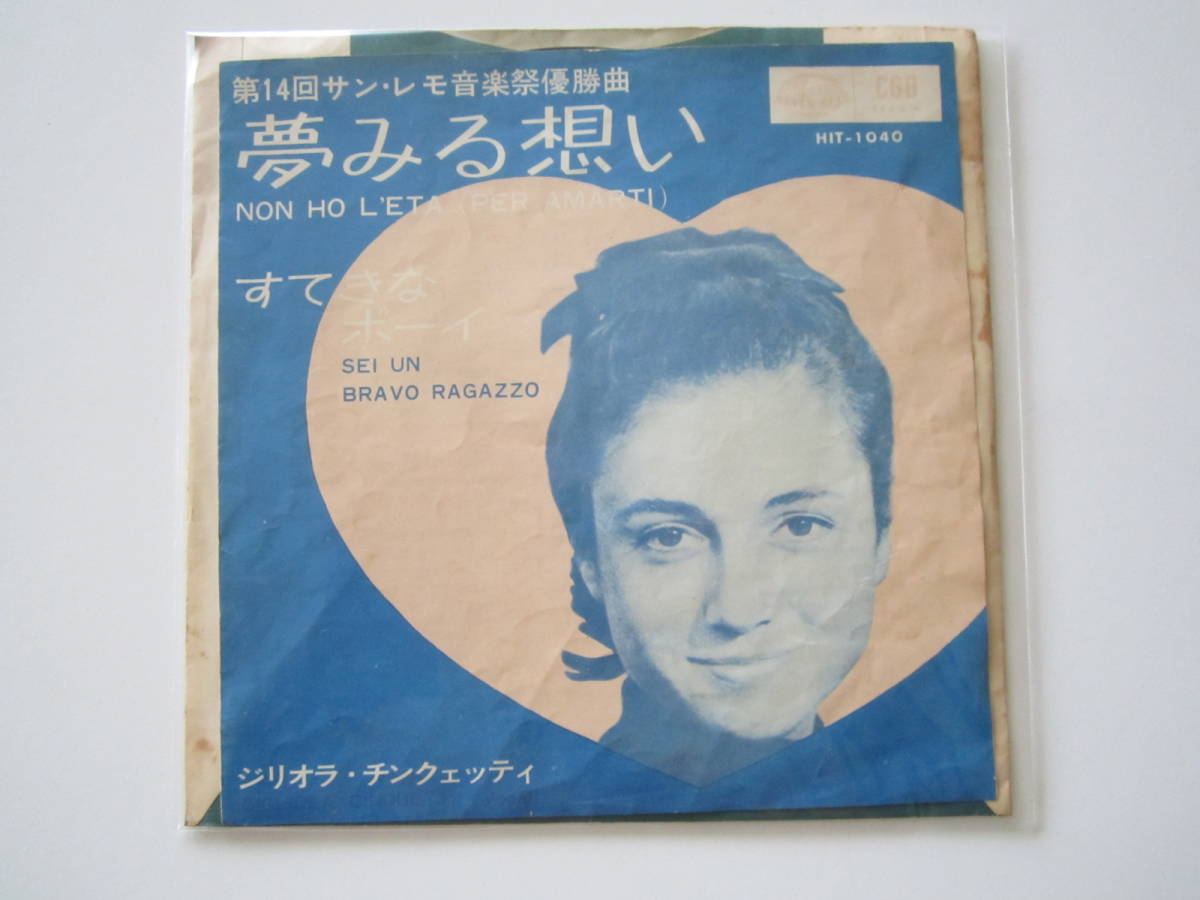 第14回サン・レモ音楽祭優勝曲
夢みる想い
NON HO L'ETA (PER AMARTI)
すてきな
ボーイ
SEI UN
BRAVO RAGAZZO
CGD
HIT-1040
ジリオラ・チンクェッティ